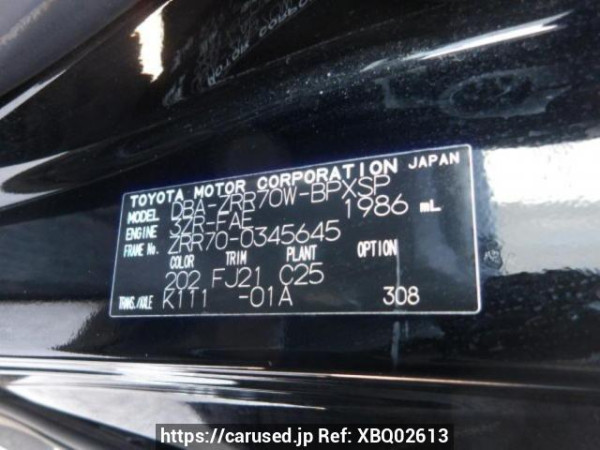 TOYOTA MOTOR CORPORATION JAPAN
MODEL DBA-ZRR70W-BPXSP
ENGINE 3ZR-FAE 1986 mL
FRAME No. ZRR70-0345645
COLOR TRIM PLANT OPTION
202 FJ21 C25
TRANS./AXLE K111 -01A 308
https://carused.jp Ref: XBQ02613